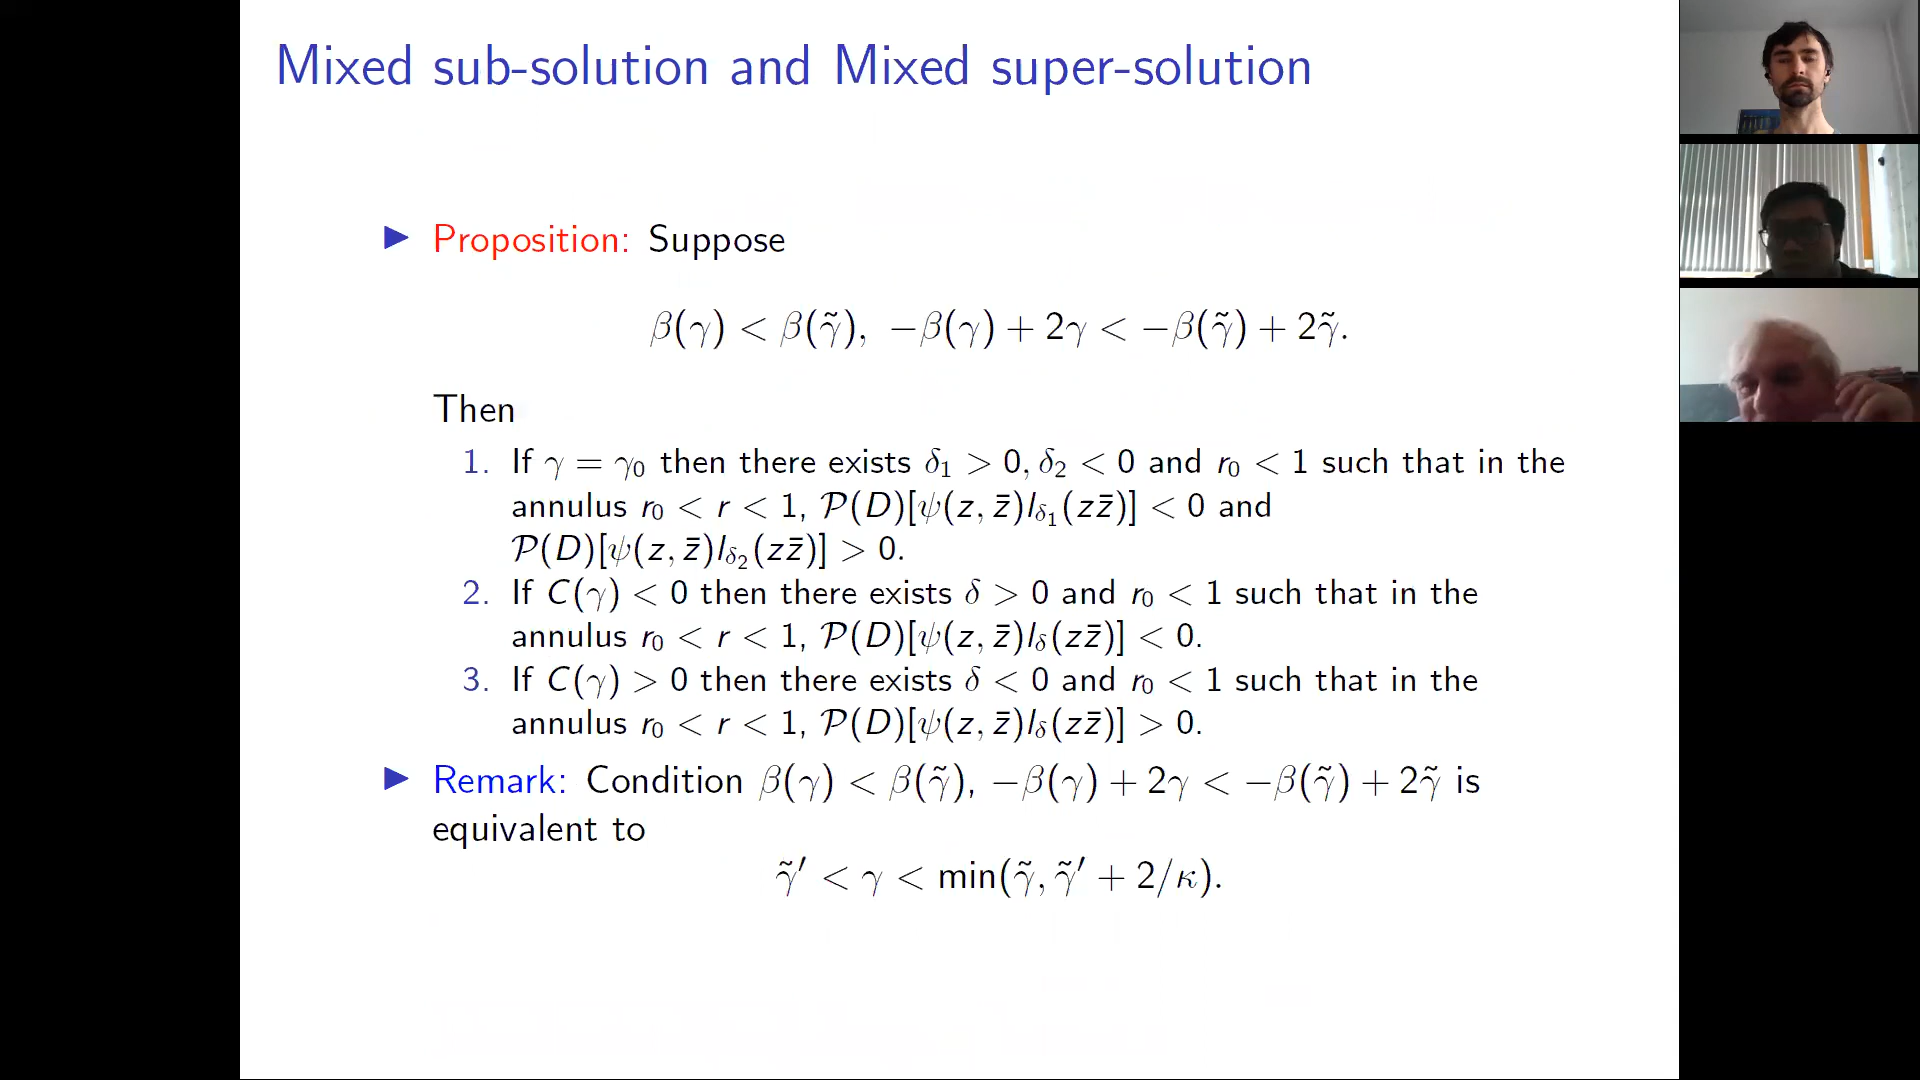 Mixed sub-solution and Mixed super-solution
▶ Proposition: Suppose
β(γ) < β(γ̃), −β(γ) + 2γ < −β(γ̃) + 2γ̃.
Then
1. If γ = γ₀ then there exists δ₁ > 0, δ₂ < 0 and r₀ < 1 such that in the
annulus r₀ < r < 1, 𝒫(D)[ψ(z, z̄)l_{δ₁}(zz̄)] < 0 and
𝒫(D)[ψ(z, z̄)l_{δ₂}(zz̄)] > 0.
2. If C(γ) < 0 then there exists δ > 0 and r₀ < 1 such that in the
annulus r₀ < r < 1, 𝒫(D)[ψ(z, z̄)l_δ(zz̄)] < 0.
3. If C(γ) > 0 then there exists δ < 0 and r₀ < 1 such that in the
annulus r₀ < r < 1, 𝒫(D)[ψ(z, z̄)l_δ(zz̄)] > 0.
▶ Remark: Condition β(γ) < β(γ̃), −β(γ) + 2γ < −β(γ̃) + 2γ̃ is
equivalent to
γ̃′ < γ < min(γ̃, γ̃′ + 2/κ).